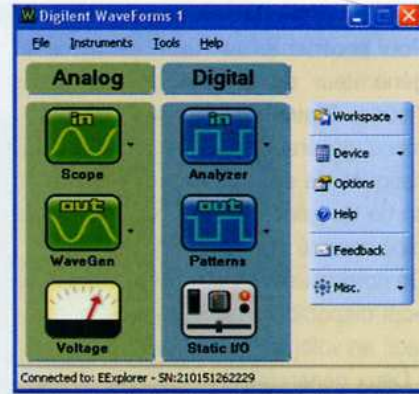 Digilent WaveForms 1
File Instruments Tools Help
Analog Digital
in in
Scope Analyzer
out out
WaveGen Patterns
Voltage Static I/O
Workspace
Device
Options
Help
Feedback
Misc.
Connected to: EExplorer - SN:210151262229